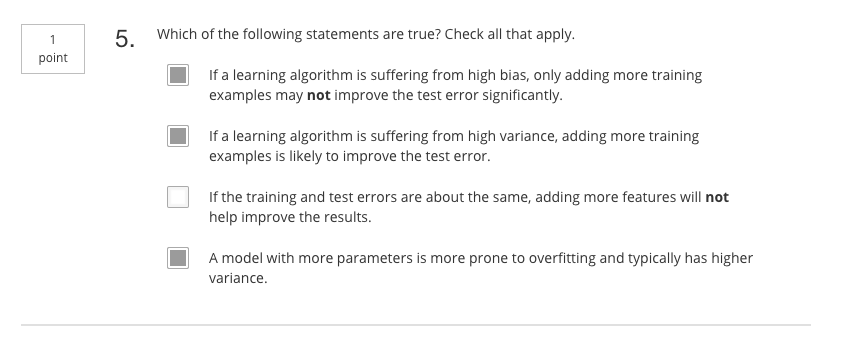 1
point
5.
Which of the following statements are true? Check all that apply.
If a learning algorithm is suffering from high bias, only adding more training
examples may not improve the test error significantly.
If a learning algorithm is suffering from high variance, adding more training
examples is likely to improve the test error.
If the training and test errors are about the same, adding more features will not
help improve the results.
A model with more parameters is more prone to overfitting and typically has higher
variance.